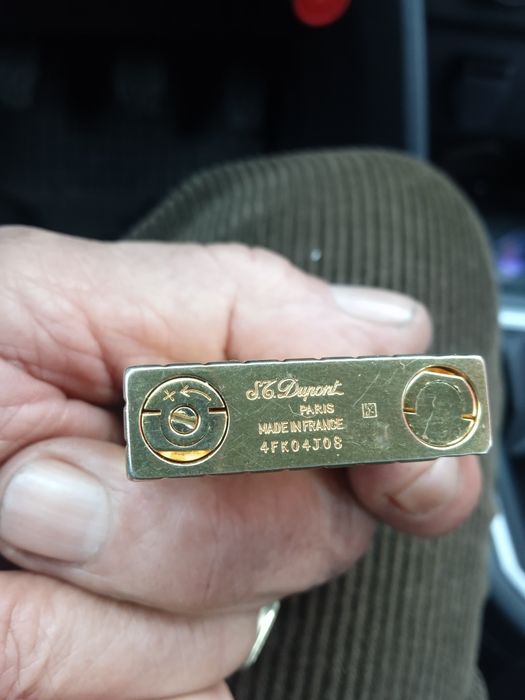 S.T. Dupont
PARIS
MADE IN FRANCE
4FK04J08
+